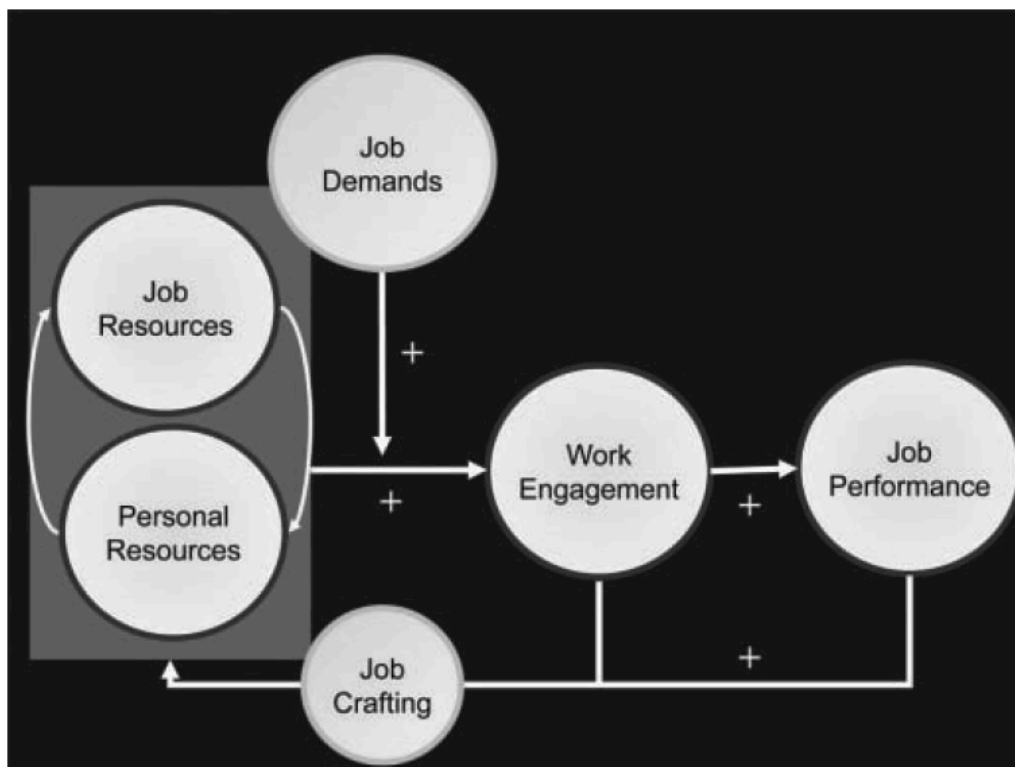 Job
Demands
Job
Resources
+
Work
Engagement
Job
Performance
+
+
Personal
Resources
+
Job
Crafting